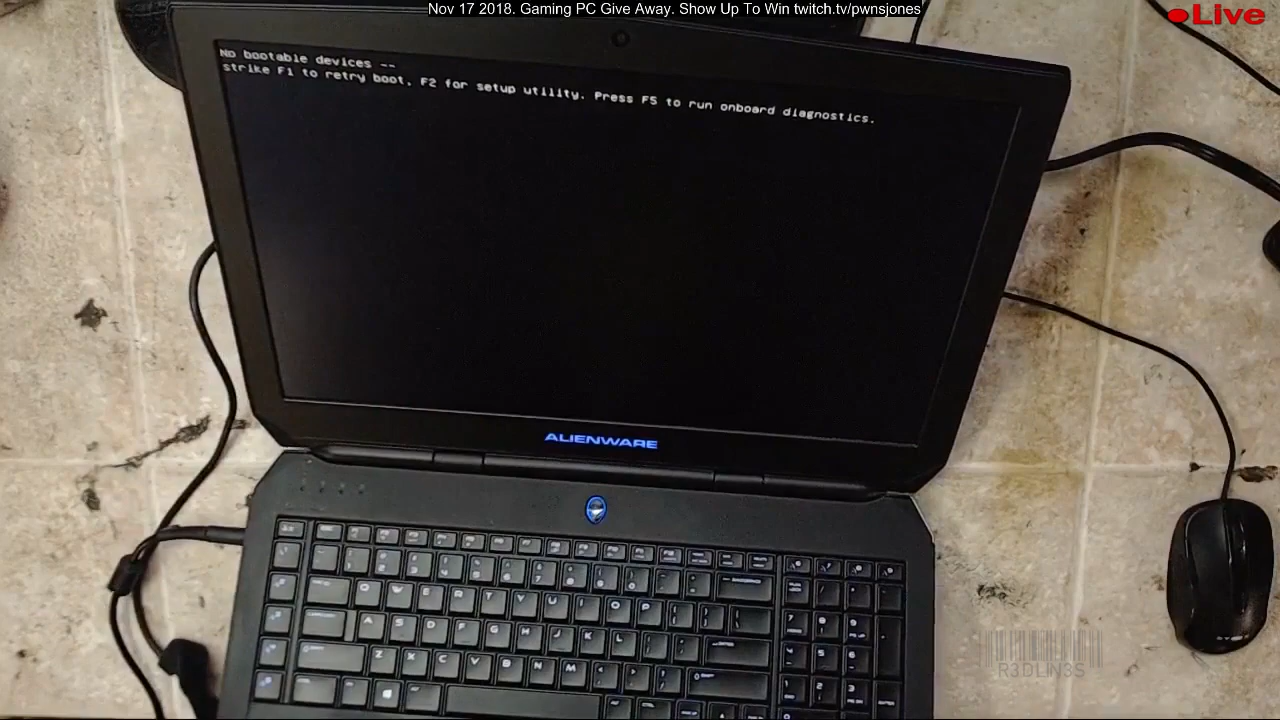 Nov 17 2018. Gaming PC Give Away. Show Up To Win twitch.tv/pwnsjones
Live
No bootable devices --
strike F1 to retry boot, F2 for setup utility. Press F5 to run onboard diagnostics.
ALIENWARE
Q W E R T Y U I O P
A S D F G H J K L
Z X C V B N M
R3DLIN3S